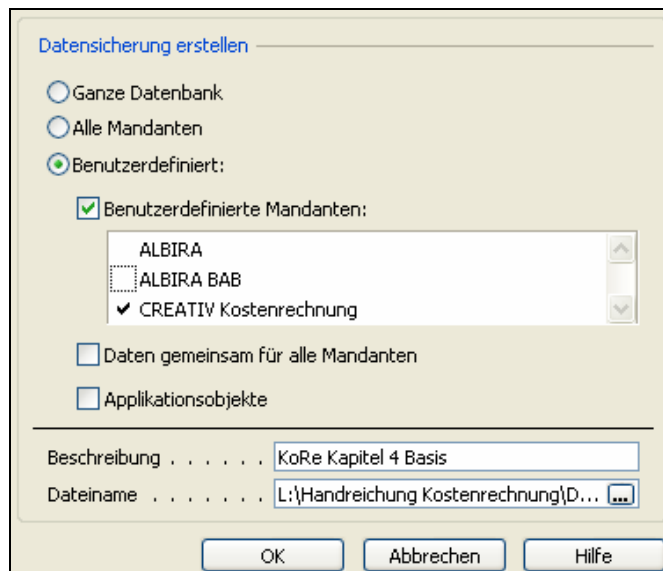 Datensicherung erstellen
Ganze Datenbank
Alle Mandanten
Benutzerdefiniert:
Benutzerdefinierte Mandanten:
ALBIRA
ALBIRA BAB
CREATIV Kostenrechnung
Daten gemeinsam für alle Mandanten
Applikationsobjekte
Beschreibung . . . . . . KoRe Kapitel 4 Basis
Dateiname . . . . . . . L:\Handreichung Kostenrechnung\D... ...
OK Abbrechen Hilfe